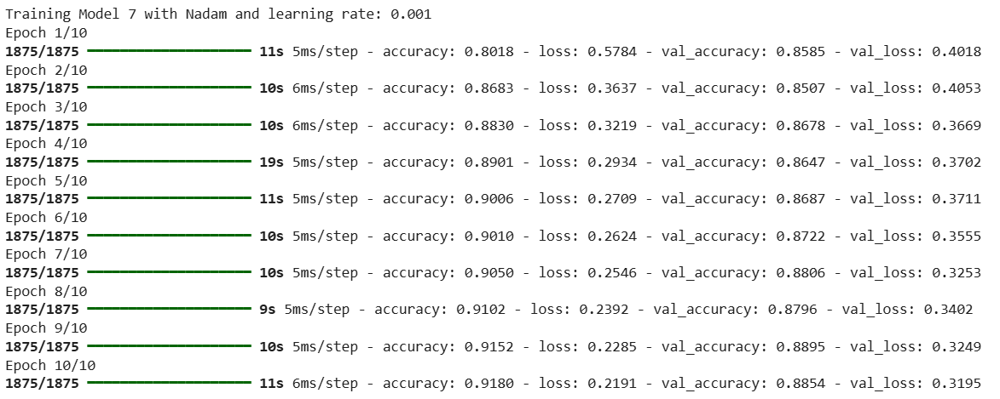 Training Model 7 with Nadam and learning rate: 0.001
Epoch 1/10
1875/1875 ━━━━━━━━━━━━━━━━━━━━ 11s 5ms/step - accuracy: 0.8018 - loss: 0.5784 - val_accuracy: 0.8585 - val_loss: 0.4018
Epoch 2/10
1875/1875 ━━━━━━━━━━━━━━━━━━━━ 10s 6ms/step - accuracy: 0.8683 - loss: 0.3637 - val_accuracy: 0.8507 - val_loss: 0.4053
Epoch 3/10
1875/1875 ━━━━━━━━━━━━━━━━━━━━ 10s 6ms/step - accuracy: 0.8830 - loss: 0.3219 - val_accuracy: 0.8678 - val_loss: 0.3669
Epoch 4/10
1875/1875 ━━━━━━━━━━━━━━━━━━━━ 19s 5ms/step - accuracy: 0.8901 - loss: 0.2934 - val_accuracy: 0.8647 - val_loss: 0.3702
Epoch 5/10
1875/1875 ━━━━━━━━━━━━━━━━━━━━ 11s 5ms/step - accuracy: 0.9006 - loss: 0.2709 - val_accuracy: 0.8687 - val_loss: 0.3711
Epoch 6/10
1875/1875 ━━━━━━━━━━━━━━━━━━━━ 10s 5ms/step - accuracy: 0.9010 - loss: 0.2624 - val_accuracy: 0.8722 - val_loss: 0.3555
Epoch 7/10
1875/1875 ━━━━━━━━━━━━━━━━━━━━ 10s 5ms/step - accuracy: 0.9050 - loss: 0.2546 - val_accuracy: 0.8806 - val_loss: 0.3253
Epoch 8/10
1875/1875 ━━━━━━━━━━━━━━━━━━━━ 9s 5ms/step - accuracy: 0.9102 - loss: 0.2392 - val_accuracy: 0.8796 - val_loss: 0.3402
Epoch 9/10
1875/1875 ━━━━━━━━━━━━━━━━━━━━ 10s 5ms/step - accuracy: 0.9152 - loss: 0.2285 - val_accuracy: 0.8895 - val_loss: 0.3249
Epoch 10/10
1875/1875 ━━━━━━━━━━━━━━━━━━━━ 11s 6ms/step - accuracy: 0.9180 - loss: 0.2191 - val_accuracy: 0.8854 - val_loss: 0.3195